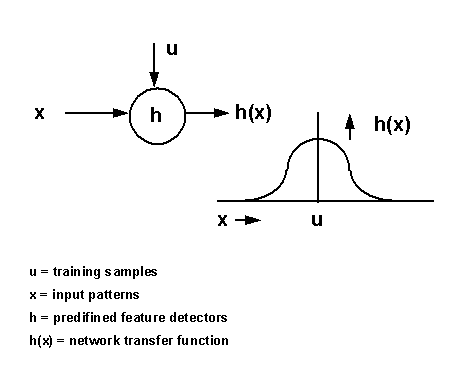 u
x
h
h(x)
h(x)
x
u
u = training samples
x = input patterns
h = predifined feature detectors
h(x) = network transfer function